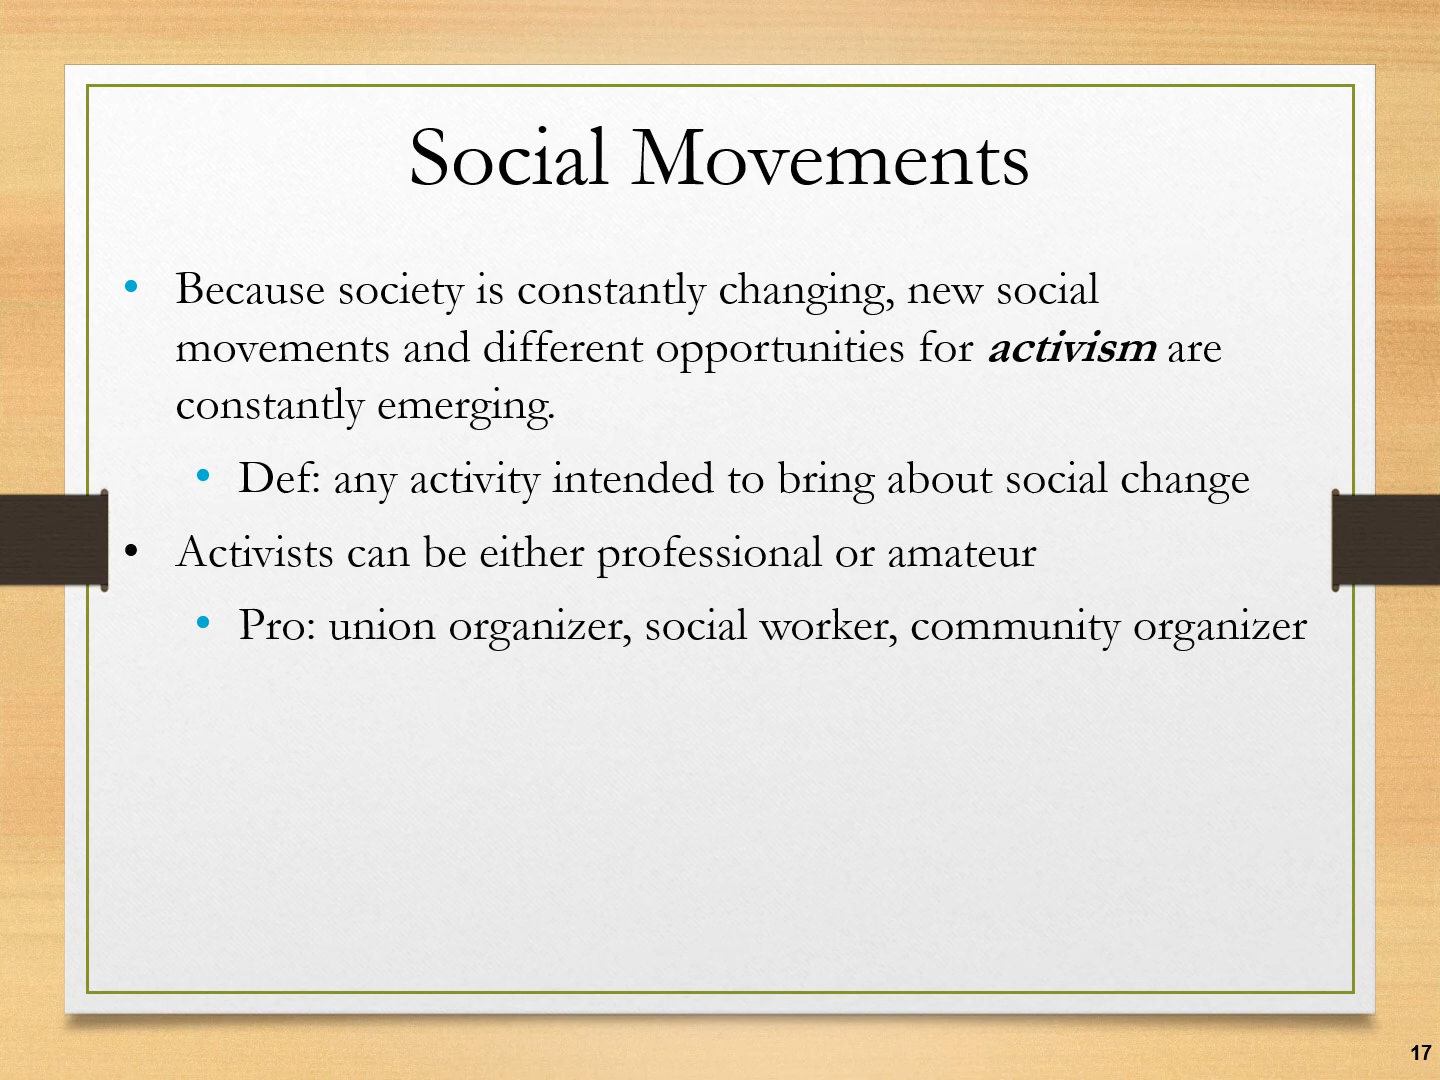 Social Movements
• Because society is constantly changing, new social
movements and different opportunities for activism are
constantly emerging.
• Def: any activity intended to bring about social change
• Activists can be either professional or amateur
• Pro: union organizer, social worker, community organizer
17